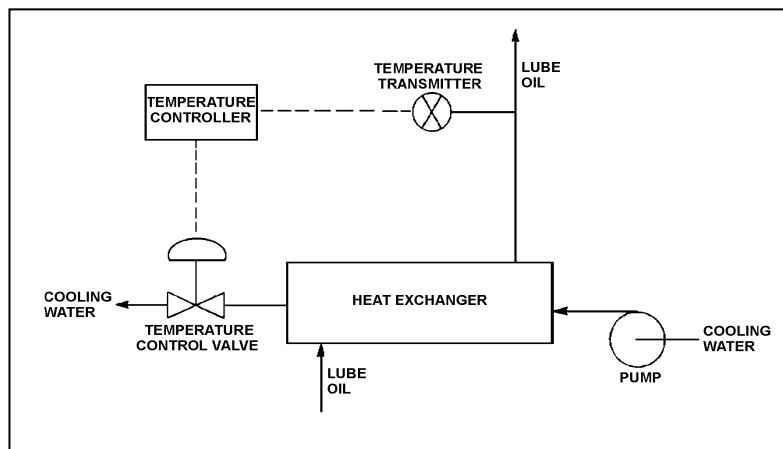 LUBE
OIL
TEMPERATURE
TRANSMITTER
TEMPERATURE
CONTROLLER
HEAT EXCHANGER
COOLING
WATER
TEMPERATURE
CONTROL VALVE
COOLING
WATER
PUMP
LUBE
OIL